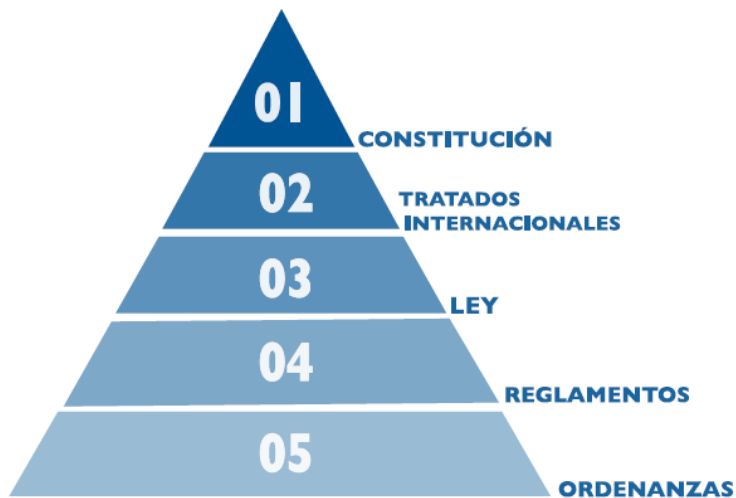 01
CONSTITUCIÓN
02
TRATADOS
INTERNACIONALES
03
LEY
04
REGLAMENTOS
05
ORDENANZAS